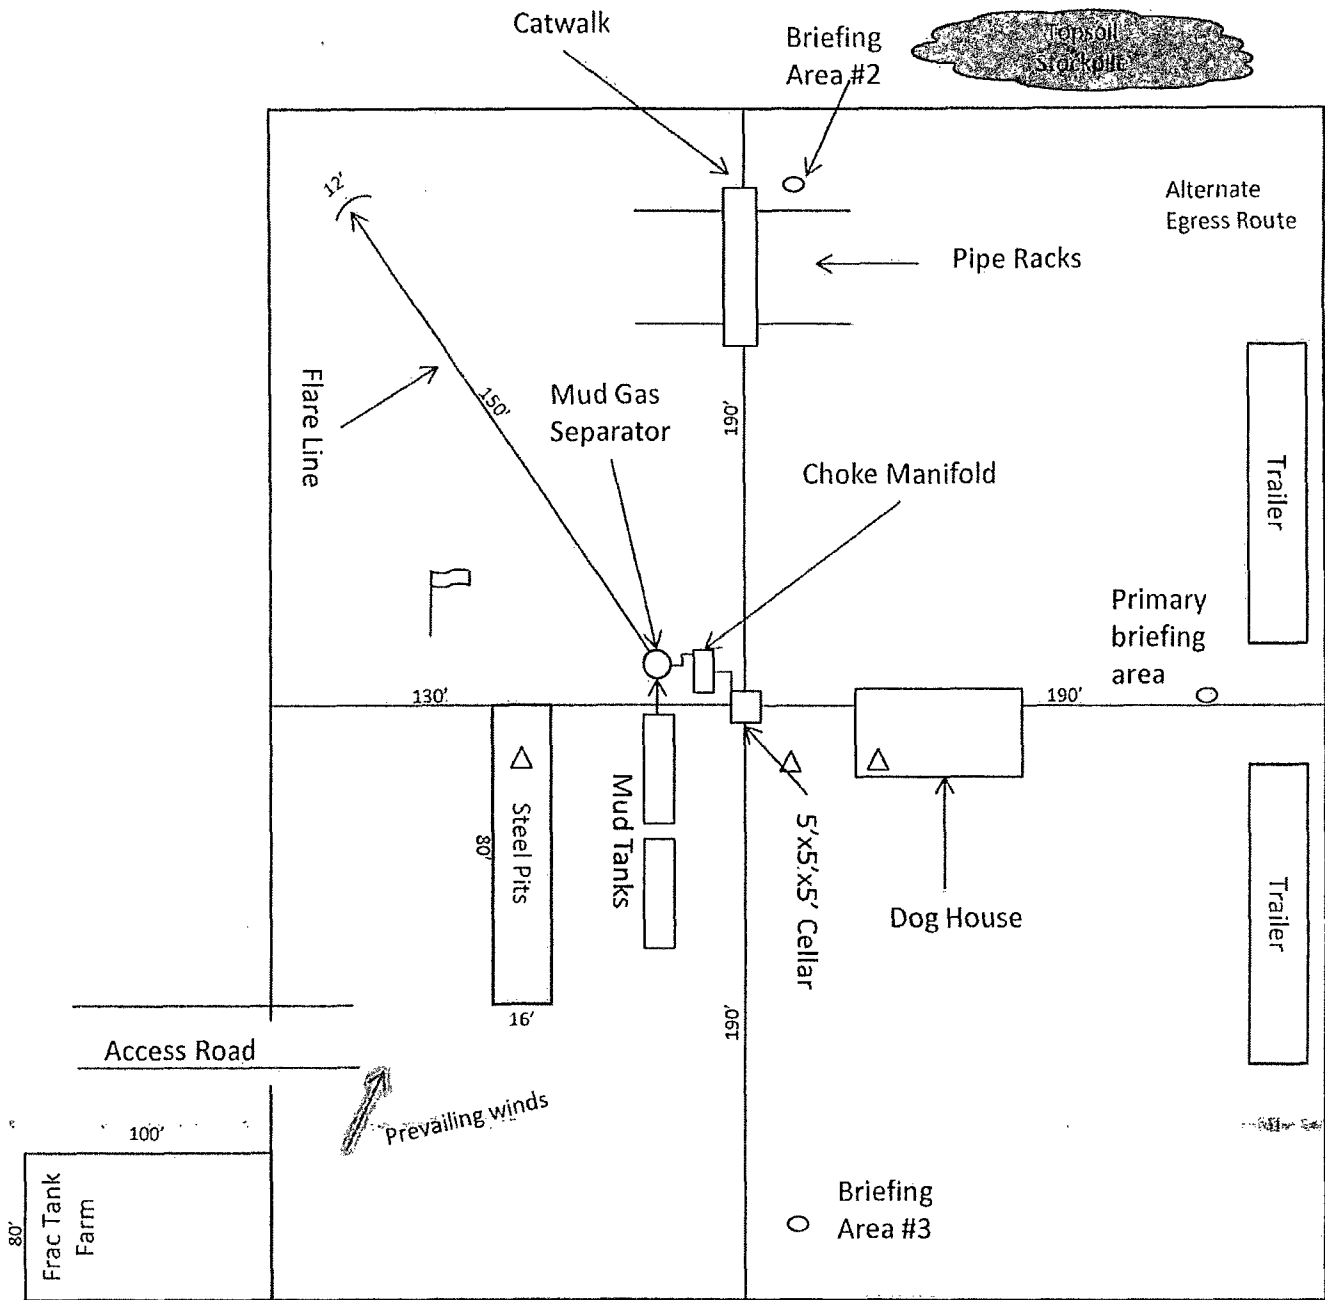 Catwalk
Briefing
Area #2
Topsoil
Stockpile
12'
Alternate
Egress Route
Pipe Racks
Flare Line
150'
Mud Gas
Separator
190'
Choke Manifold
Trailer
Primary
briefing
area
130'
190'
Steel Pits
80'
Mud Tanks
5'x5'x5' Cellar
Dog House
Trailer
16'
190'
Access Road
Prevailing winds
100'
80'
Frac Tank
Farm
Briefing
Area #3